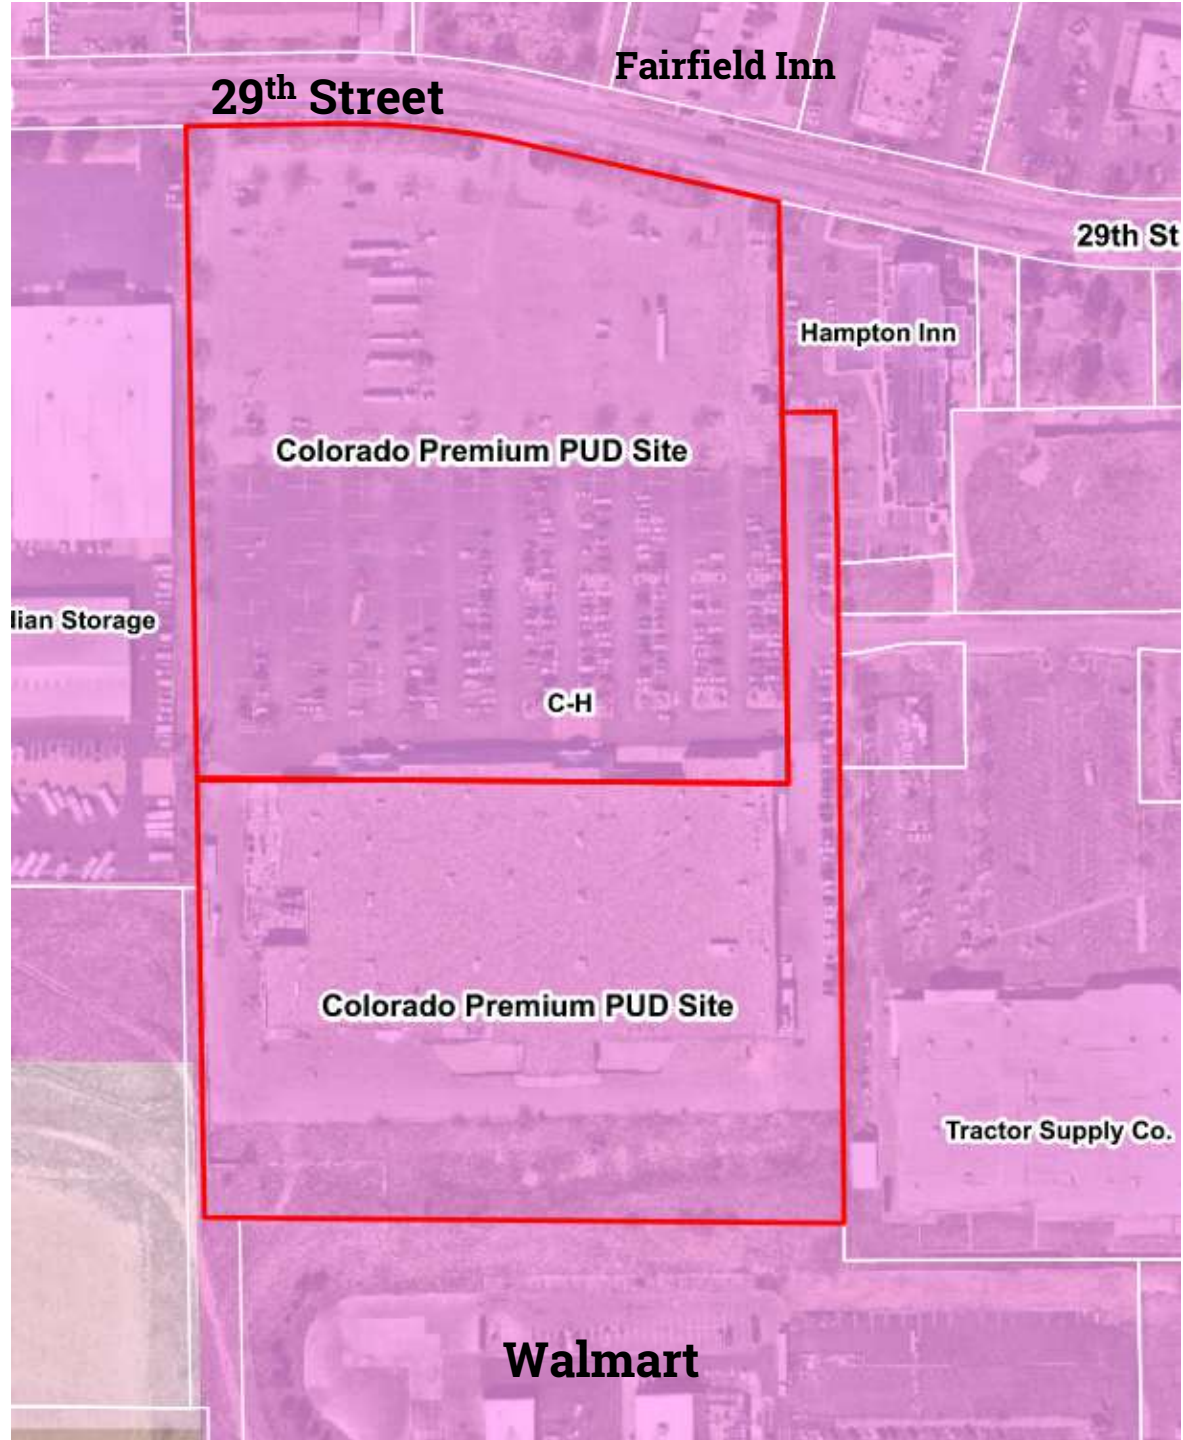 Fairfield Inn
29th Street
29th St
Hampton Inn
Colorado Premium PUD Site
lian Storage
C-H
Colorado Premium PUD Site
Tractor Supply Co.
Walmart